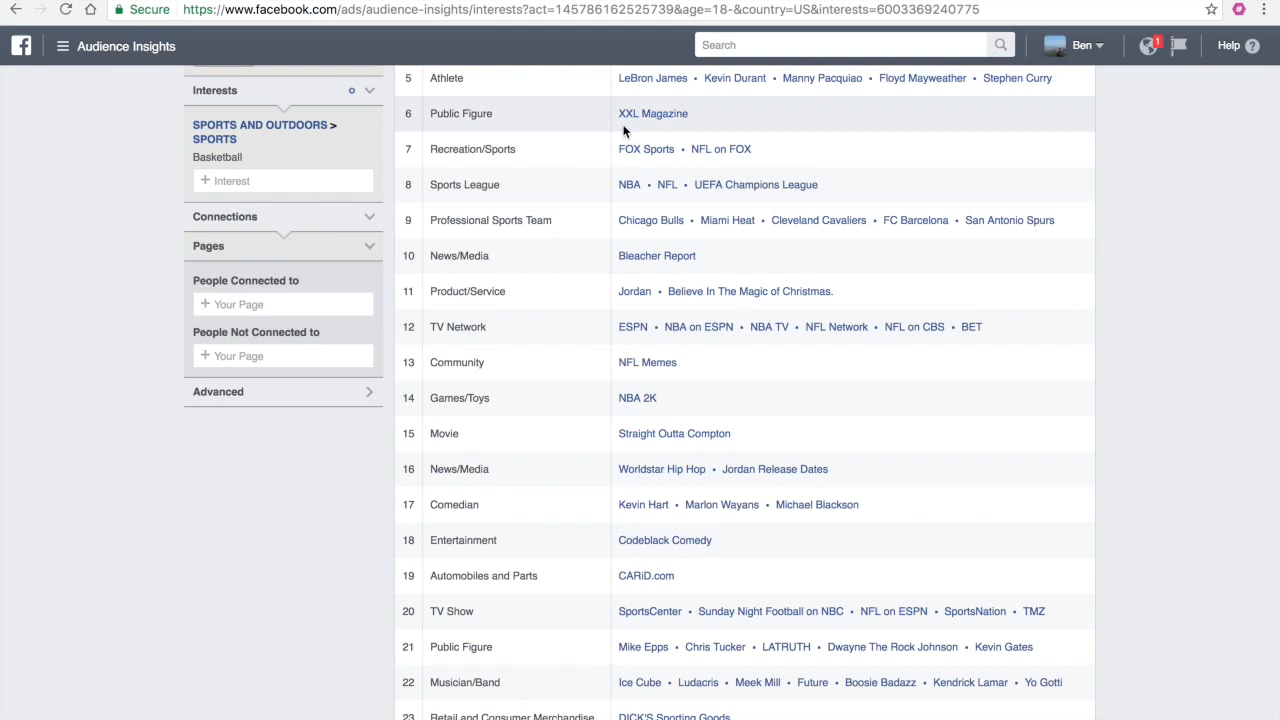 Secure https://www.facebook.com/ads/audience-insights/interests?act=145786162525739&age=18-&country=US&interests=6003369240775
Audience Insights Search Ben 1 Help ?
Interests
SPORTS AND OUTDOORS >
SPORTS
Basketball
+ Interest
Connections
Pages
People Connected to
+ Your Page
People Not Connected to
+ Your Page
Advanced
5 Athlete LeBron James • Kevin Durant • Manny Pacquiao • Floyd Mayweather • Stephen Curry
6 Public Figure XXL Magazine
7 Recreation/Sports FOX Sports • NFL on FOX
8 Sports League NBA • NFL • UEFA Champions League
9 Professional Sports Team Chicago Bulls • Miami Heat • Cleveland Cavaliers • FC Barcelona • San Antonio Spurs
10 News/Media Bleacher Report
11 Product/Service Jordan • Believe In The Magic of Christmas.
12 TV Network ESPN • NBA on ESPN • NBA TV • NFL Network • NFL on CBS • BET
13 Community NFL Memes
14 Games/Toys NBA 2K
15 Movie Straight Outta Compton
16 News/Media Worldstar Hip Hop • Jordan Release Dates
17 Comedian Kevin Hart • Marlon Wayans • Michael Blackson
18 Entertainment Codeblack Comedy
19 Automobiles and Parts CARiD.com
20 TV Show SportsCenter • Sunday Night Football on NBC • NFL on ESPN • SportsNation • TMZ
21 Public Figure Mike Epps • Chris Tucker • LATRUTH • Dwayne The Rock Johnson • Kevin Gates
22 Musician/Band Ice Cube • Ludacris • Meek Mill • Future • Boosie Badazz • Kendrick Lamar • Yo Gotti
23 Retail and Consumer Merchandise DICK'S Sporting Goods